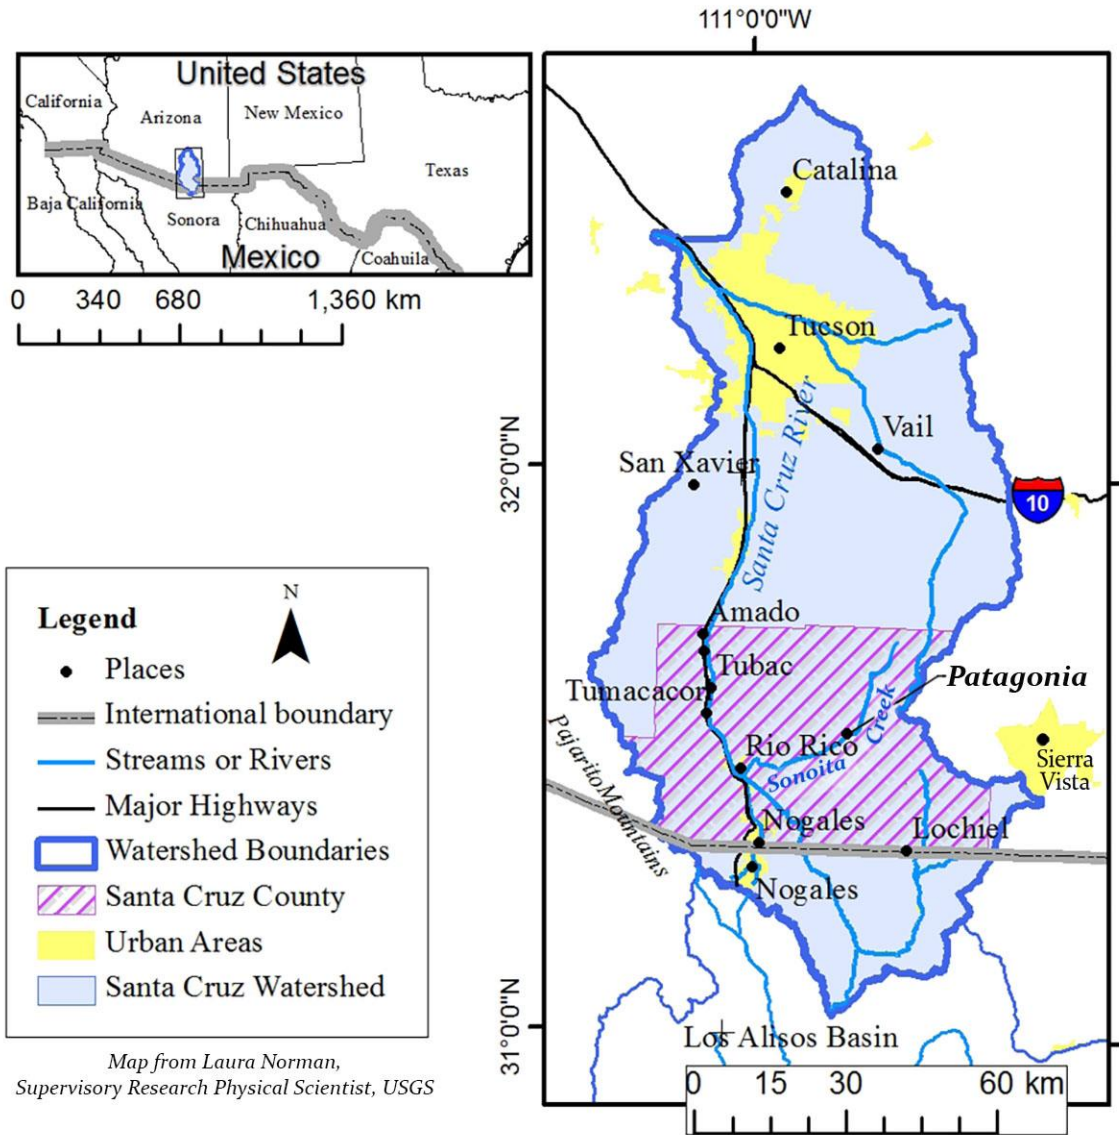 111°0'0"W
United States
California
Arizona
New Mexico
Texas
Baja California
Sonora
Chihuahua
Coahuila
Mexico
0 340 680 1,360 km
Catalina
Tucson
Santa Cruz River
Vail
San Xavier
32°0'0"N
10
Legend
N
Places
International boundary
Streams or Rivers
Major Highways
Watershed Boundaries
Santa Cruz County
Urban Areas
Santa Cruz Watershed
Amado
Tubac
Tumacacori
Patagonia
Rio Rico
Sonoita Creek
Pajarito Mountains
Sierra
Vista
Nogales
Lochiel
Nogales
31°0'0"N
Los Alisos Basin
0 15 30 60 km
Map from Laura Norman,
Supervisory Research Physical Scientist, USGS